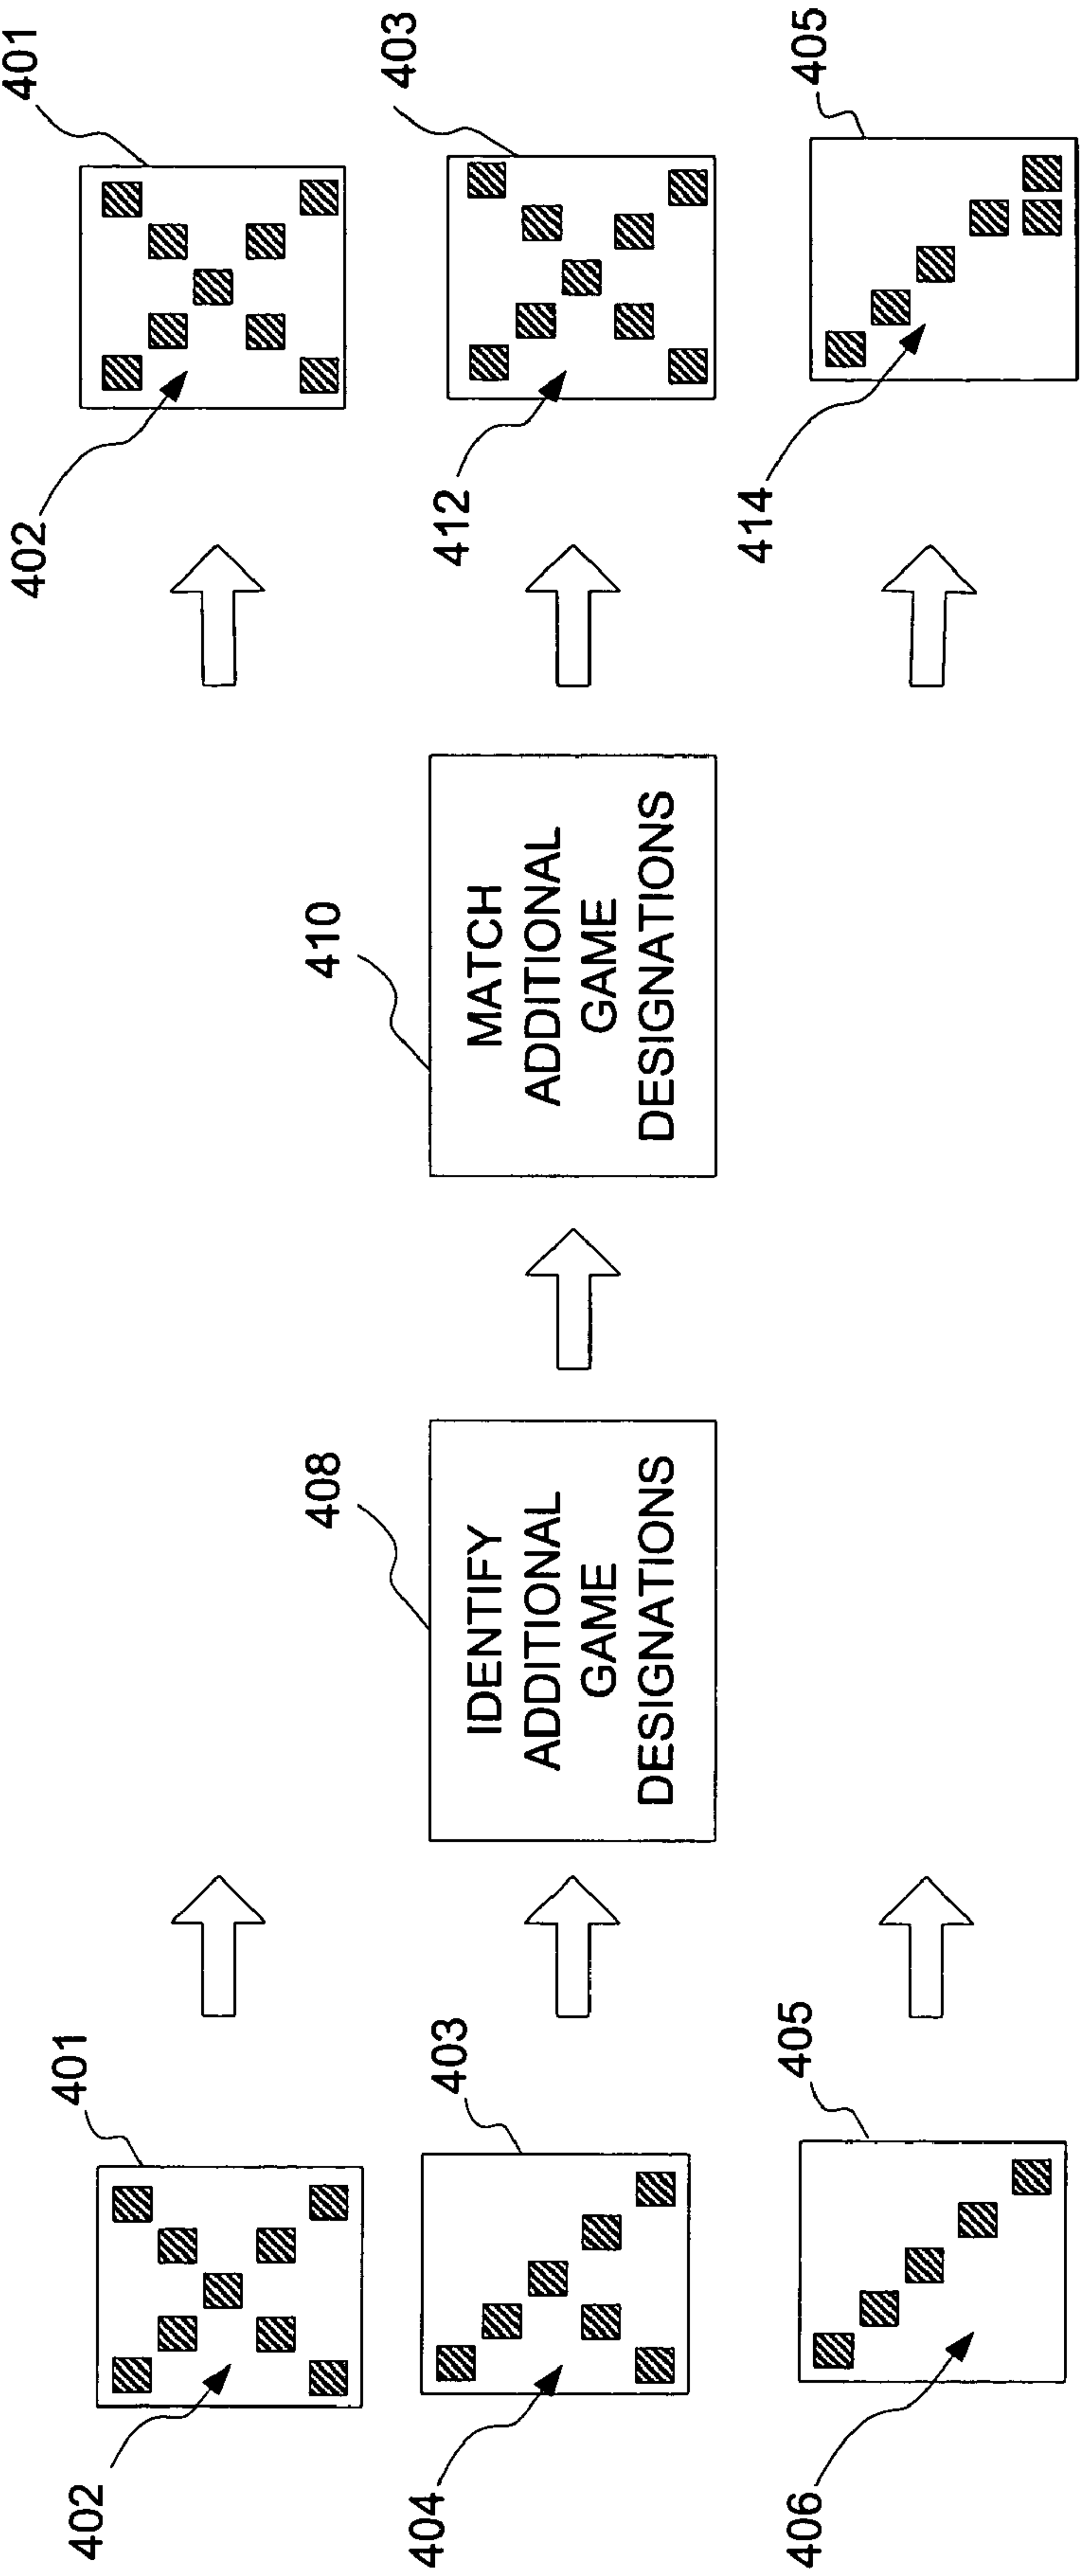 402
401
404
403
406
405
408
IDENTIFY
ADDITIONAL
GAME
DESIGNATIONS
410
MATCH
ADDITIONAL
GAME
DESIGNATIONS
402
401
412
403
414
405